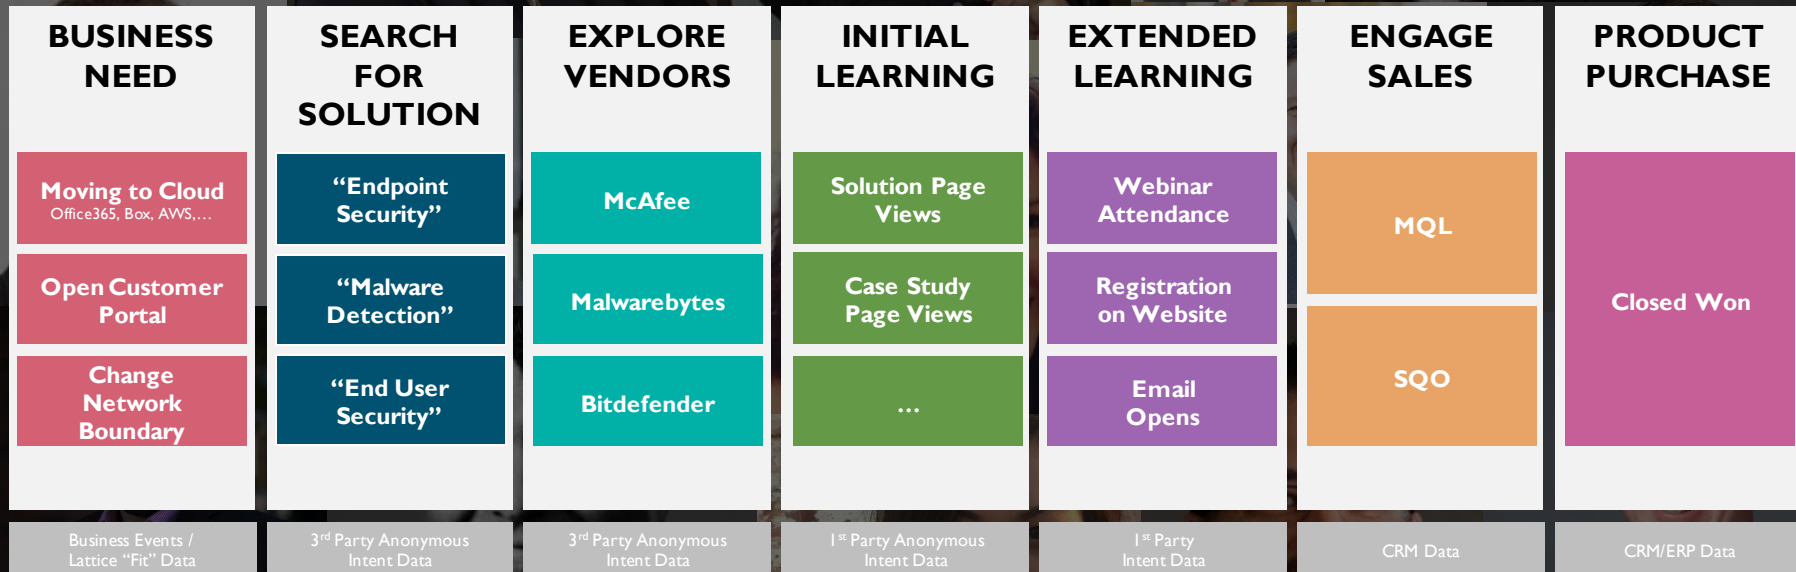 BUSINESS
NEED
Moving to Cloud
Office365, Box, AWS,…
Open Customer
Portal
Change
Network
Boundary
Business Events /
Lattice “Fit” Data
SEARCH
FOR
SOLUTION
“Endpoint
Security”
“Malware
Detection”
“End User
Security”
3rd Party Anonymous
Intent Data
EXPLORE
VENDORS
McAfee
Malwarebytes
Bitdefender
3rd Party Anonymous
Intent Data
INITIAL
LEARNING
Solution Page
Views
Case Study
Page Views
…
1st Party Anonymous
Intent Data
EXTENDED
LEARNING
Webinar
Attendance
Registration
on Website
Email
Opens
1st Party
Intent Data
ENGAGE
SALES
MQL
SQO
CRM Data
PRODUCT
PURCHASE
Closed Won
CRM/ERP Data